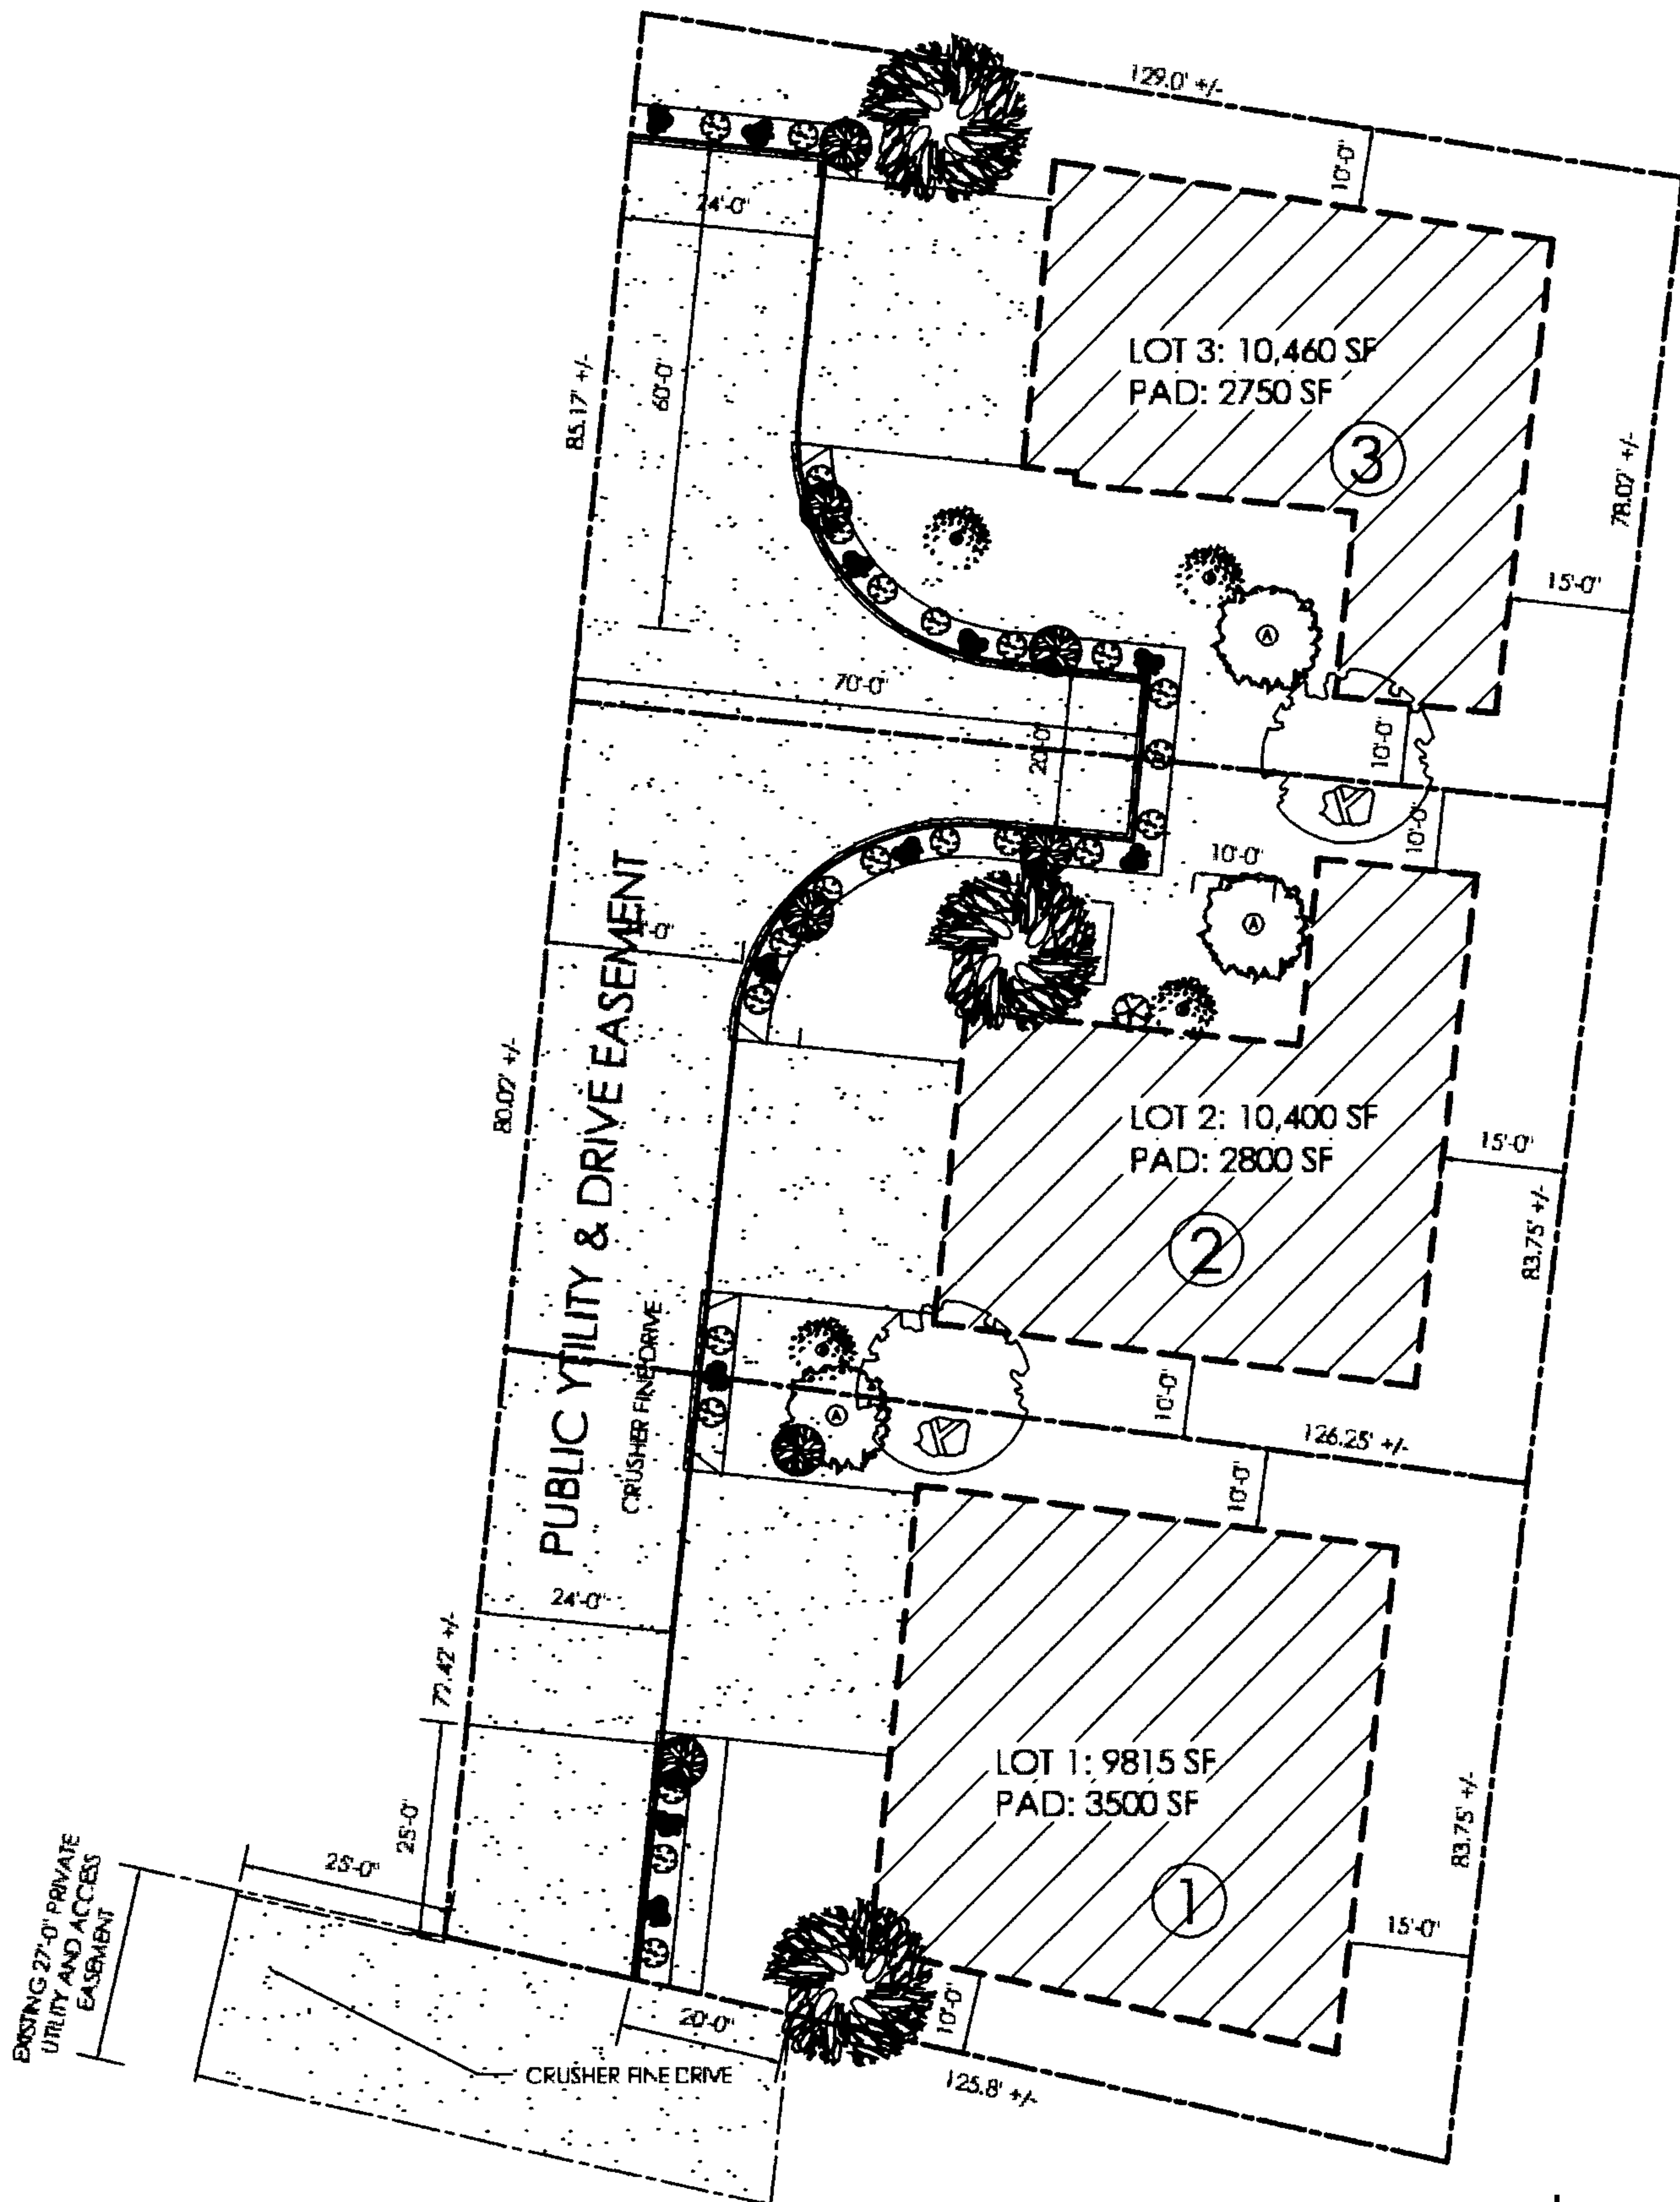 129.0' +/-
10'-0"
24'-0"
85.17' +/-
60'-0"
LOT 3: 10,460 SF
PAD: 2750 SF
3
78.02' +/-
15'-0"
A
70'-0"
20'-0"
10'-0"
10'-0"
10'-0"
A
PUBLIC YTILITY & DRIVE EASEMENT
CRUSHER FINE DRIVE
80.02' +/-
LOT 2: 10,400 SF
PAD: 2800 SF
2
15'-0"
83.75' +/-
A
10'-0"
126.25' +/-
10'-0"
24'-0"
LOT 1: 9815 SF
PAD: 3500 SF
1
83.75' +/-
15'-0"
25'-0"
25'-0"
EXISTING 27'-0" PRIVATE
UTILITY AND ACCESS
EASEMENT
20'-0"
10'-0"
CRUSHER FINE DRIVE
125.8' +/-